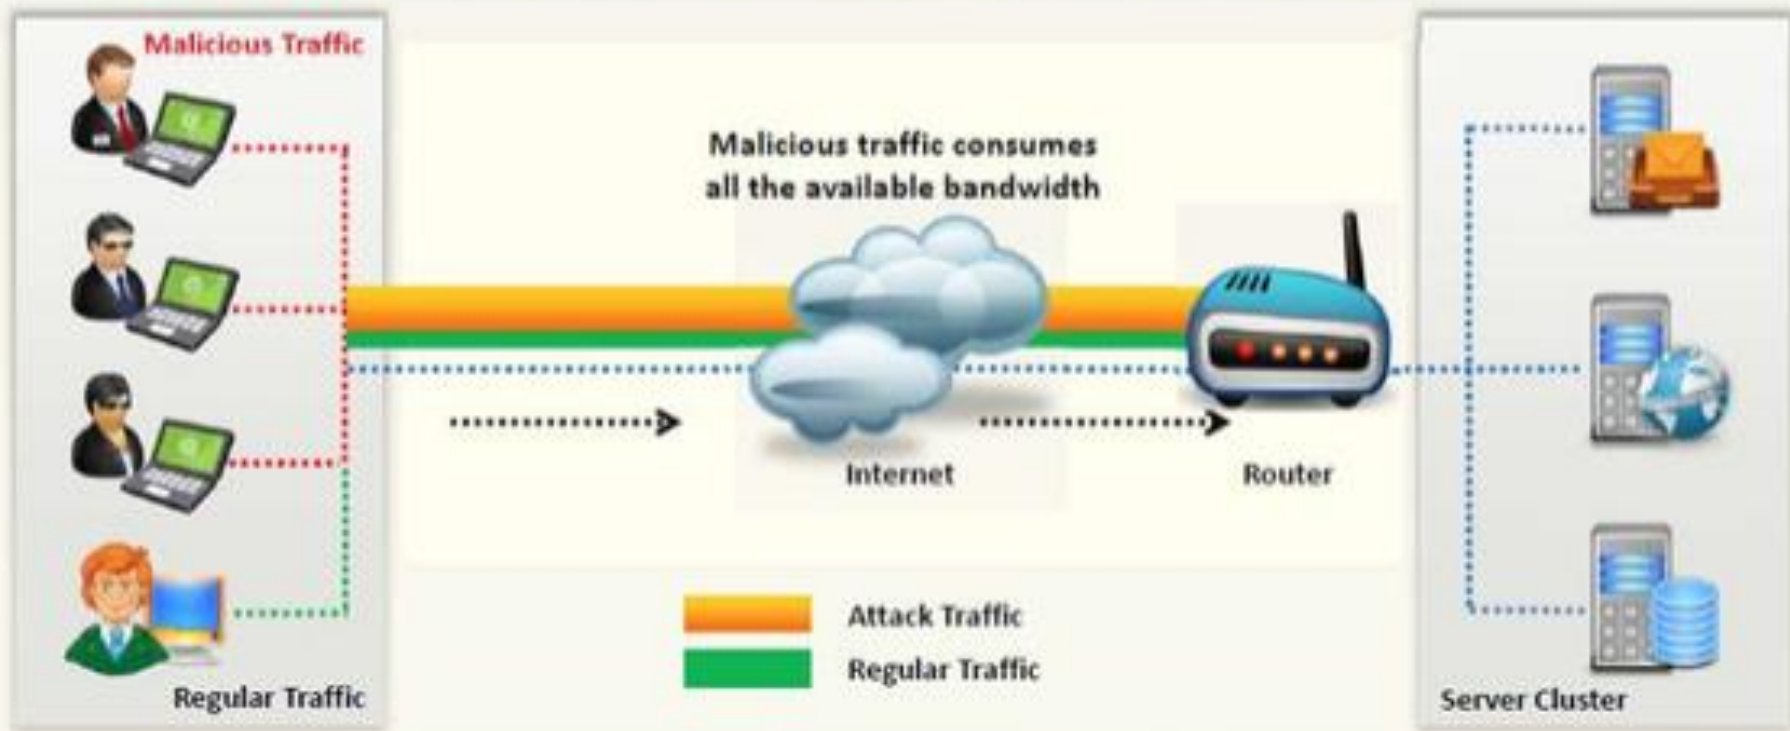 Malicious Traffic
Malicious traffic consumes
all the available bandwidth
Internet
Router
Attack Traffic
Regular Traffic
Regular Traffic
Server Cluster